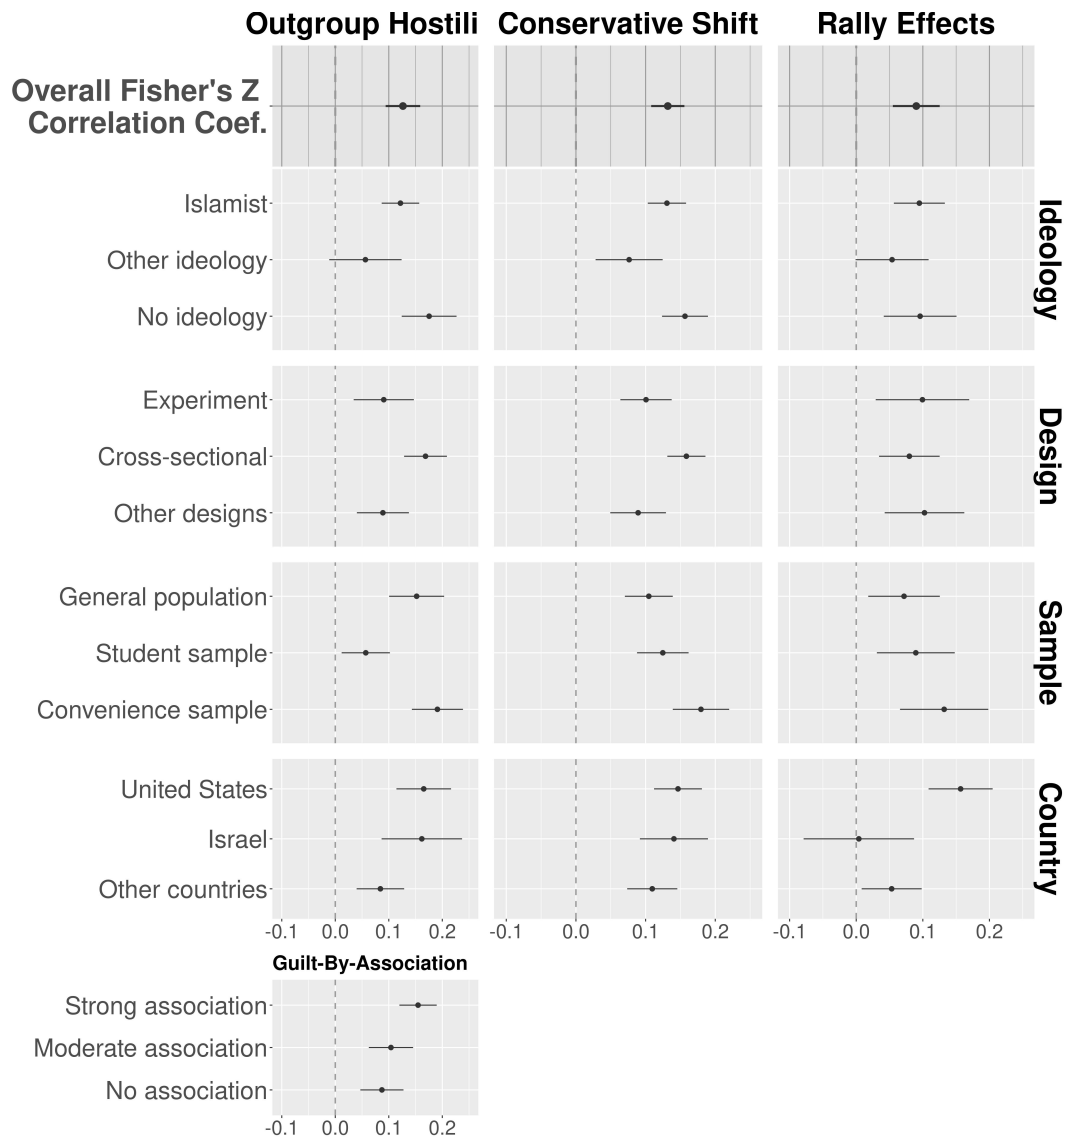 Outgroup Hostili Conservative Shift Rally Effects
Overall Fisher's Z
Correlation Coef.
Islamist
Other ideology
No ideology
Ideology
Experiment
Cross-sectional
Other designs
Design
General population
Student sample
Convenience sample
Sample
United States
Israel
Other countries
Country
-0.1 0.0 0.1 0.2 -0.1 0.0 0.1 0.2 -0.1 0.0 0.1 0.2
Guilt-By-Association
Strong association
Moderate association
No association
-0.1 0.0 0.1 0.2